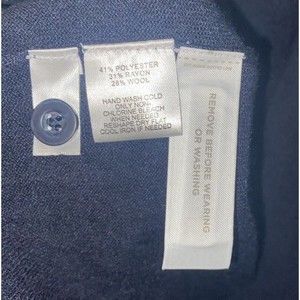 41% POLYESTER
31% RAYON
28% WOOL
HAND WASH COLD
ONLY NON-
CHLORINE BLEACH
WHEN NEEDED
RESHAPE DRY FLAT
COOL IRON IF NEEDED
REMOVE BEFORE WEARING
OR WASHING